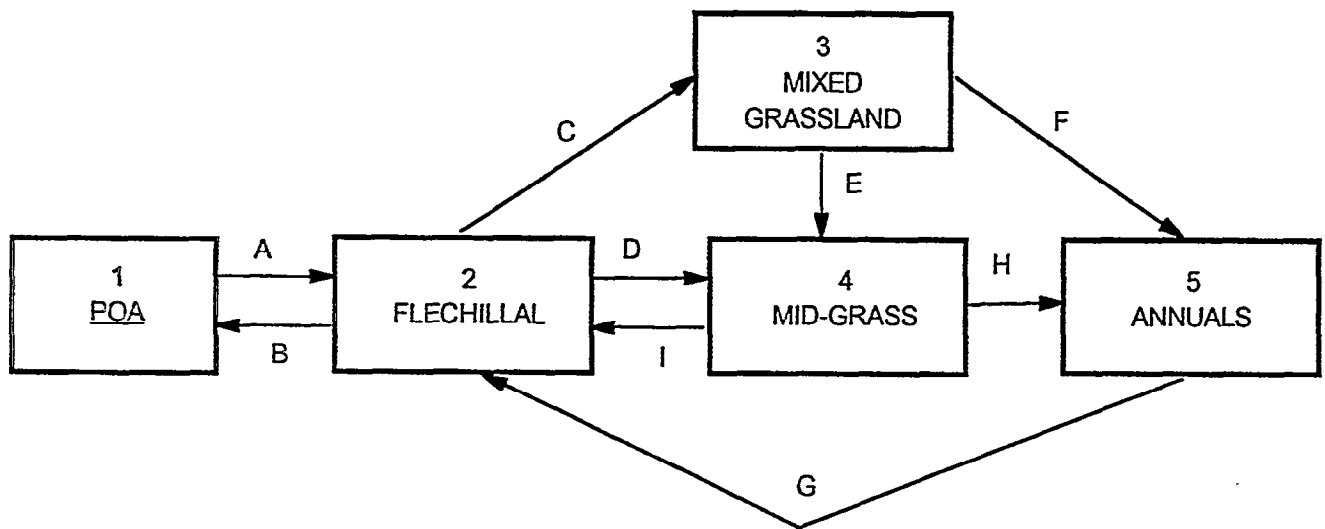 3
MIXED
GRASSLAND
C
F
E
1
POA
A
B
2
FLECHILLAL
D
I
4
MID-GRASS
H
5
ANNUALS
G